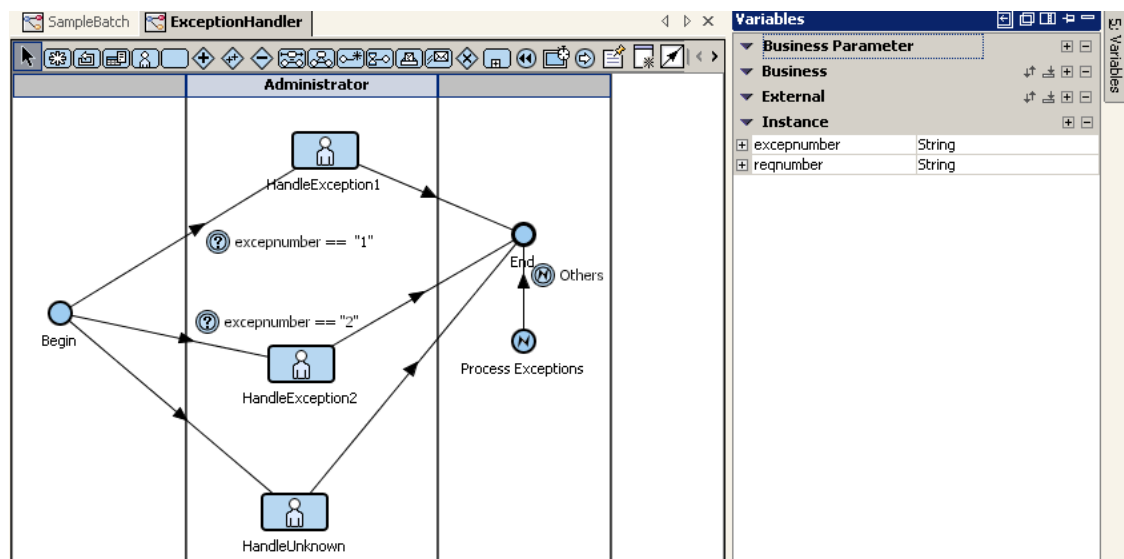 SampleBatch
ExceptionHandler
Variables
5: Variables
Business Parameter
Business
External
Instance
excepnumber String
reqnumber String
Administrator
HandleException1
excepnumber == "1"
End
Others
Begin
excepnumber == "2"
Process Exceptions
HandleException2
HandleUnknown